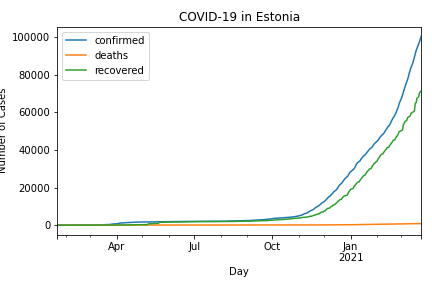 COVID-19 in Estonia
confirmed
deaths
recovered
100000
80000
60000
40000
20000
0
Number of Cases
Apr
Jul
Oct
Jan
2021
Day